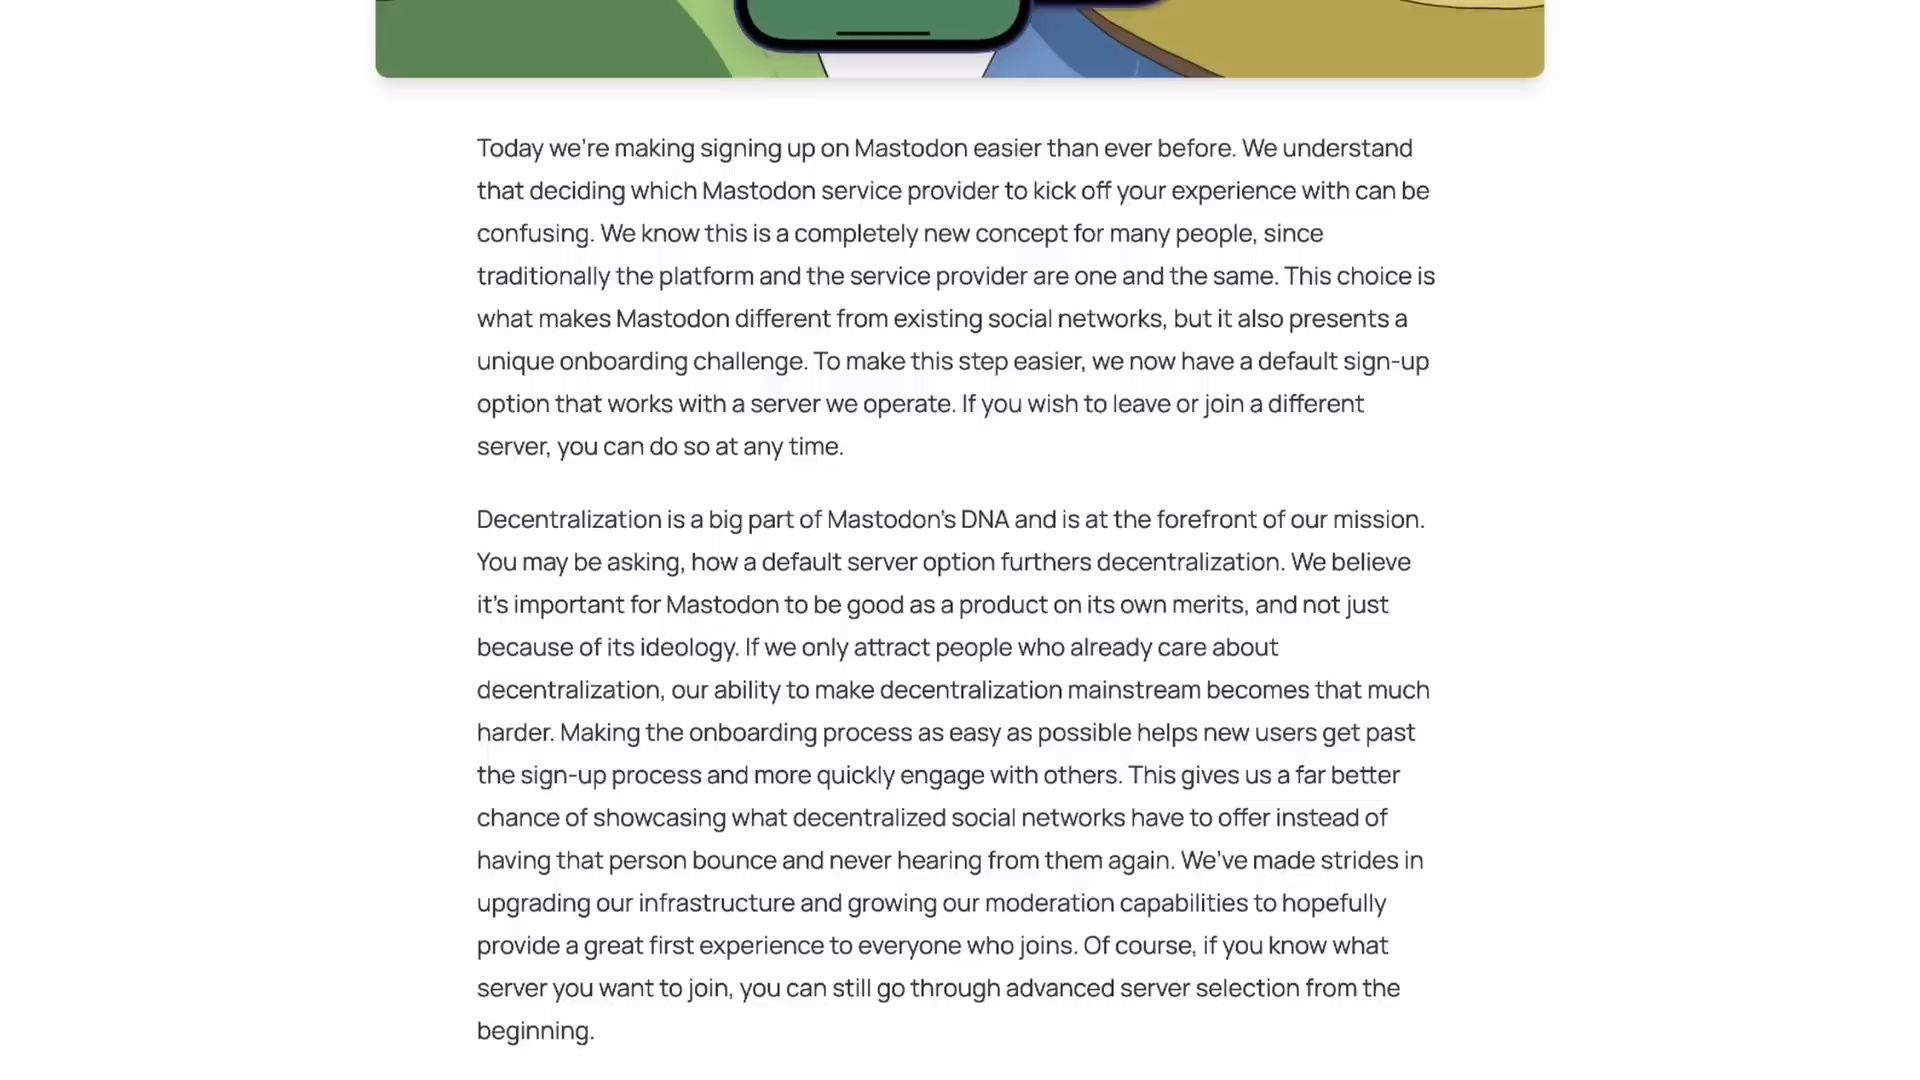 Today we're making signing up on Mastodon easier than ever before. We understand
that deciding which Mastodon service provider to kick off your experience with can be
confusing. We know this is a completely new concept for many people, since
traditionally the platform and the service provider are one and the same. This choice is
what makes Mastodon different from existing social networks, but it also presents a
unique onboarding challenge. To make this step easier, we now have a default sign-up
option that works with a server we operate. If you wish to leave or join a different
server, you can do so at any time.
Decentralization is a big part of Mastodon's DNA and is at the forefront of our mission.
You may be asking, how a default server option furthers decentralization. We believe
it's important for Mastodon to be good as a product on its own merits, and not just
because of its ideology. If we only attract people who already care about
decentralization, our ability to make decentralization mainstream becomes that much
harder. Making the onboarding process as easy as possible helps new users get past
the sign-up process and more quickly engage with others. This gives us a far better
chance of showcasing what decentralized social networks have to offer instead of
having that person bounce and never hearing from them again. We've made strides in
upgrading our infrastructure and growing our moderation capabilities to hopefully
provide a great first experience to everyone who joins. Of course, if you know what
server you want to join, you can still go through advanced server selection from the
beginning.